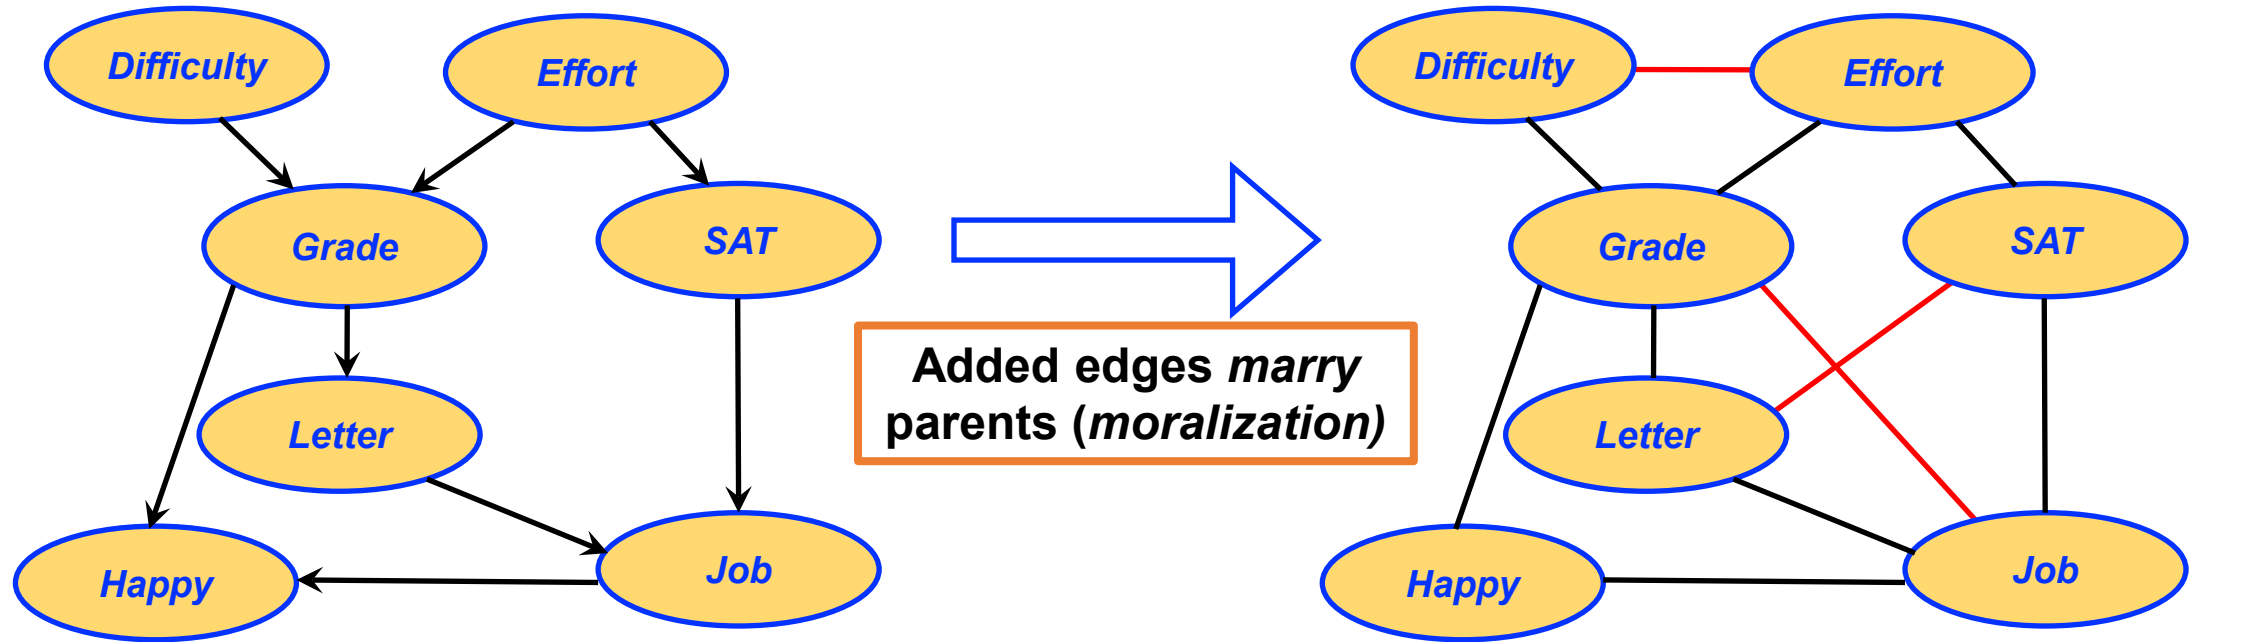 Difficulty
Effort
Grade
SAT
Letter
Happy
Job
Added edges marry
parents (moralization)
Difficulty
Effort
Grade
SAT
Letter
Happy
Job